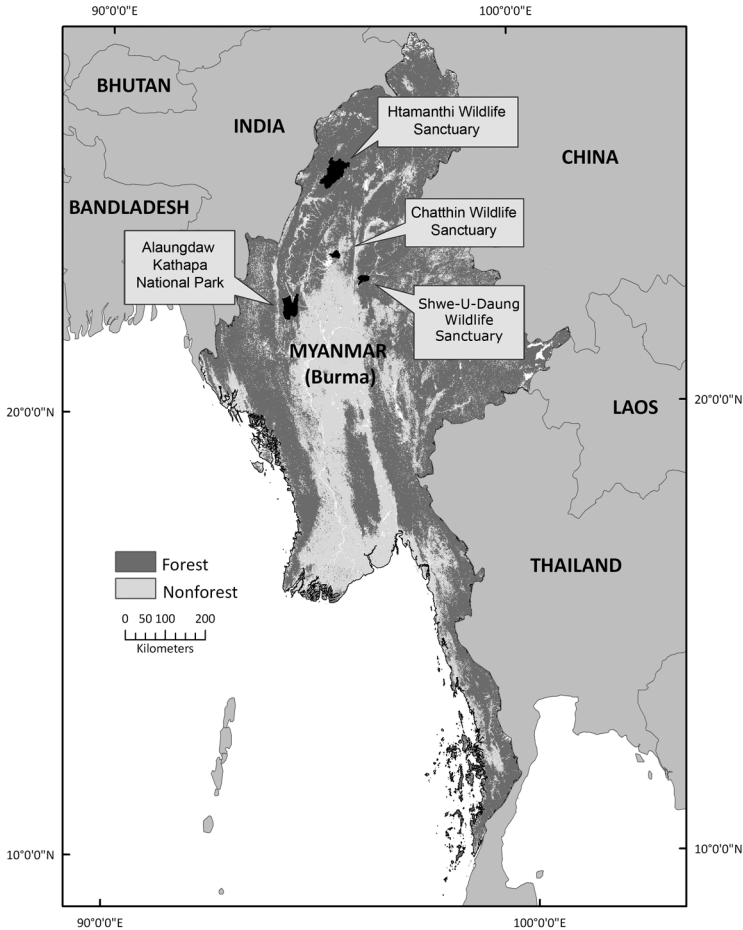 90°0'0"E
100°0'0"E
BHUTAN
Htamanthi Wildlife
Sanctuary
INDIA
CHINA
BANDLADESH
Chatthin Wildlife
Sanctuary
Alaungdaw
Kathapa
National Park
Shwe-U-Daung
Wildlife
Sanctuary
MYANMAR
(Burma)
20°0'0"N
20°0'0"N
LAOS
THAILAND
Forest
Nonforest
0 50 100 200
Kilometers
10°0'0"N
10°0'0"N
90°0'0"E
100°0'0"E